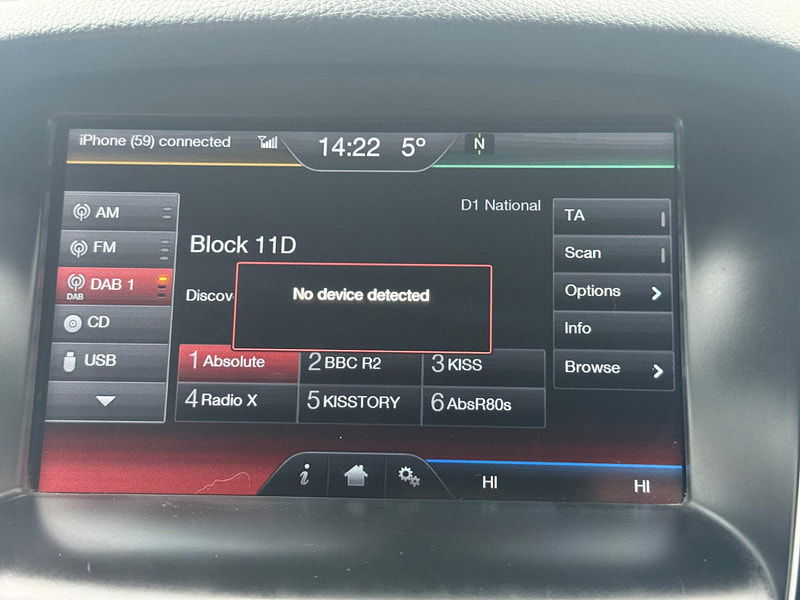 iPhone (59) connected
14:22 5° N
D1 National
AM
FM
DAB 1
DAB
CD
USB
Block 11D
Discov
No device detected
1 Absolute
2 BBC R2
3 KISS
4 Radio X
5 KISSTORY
6 AbsR80s
TA
Scan
Options
Info
Browse
i
HI
HI